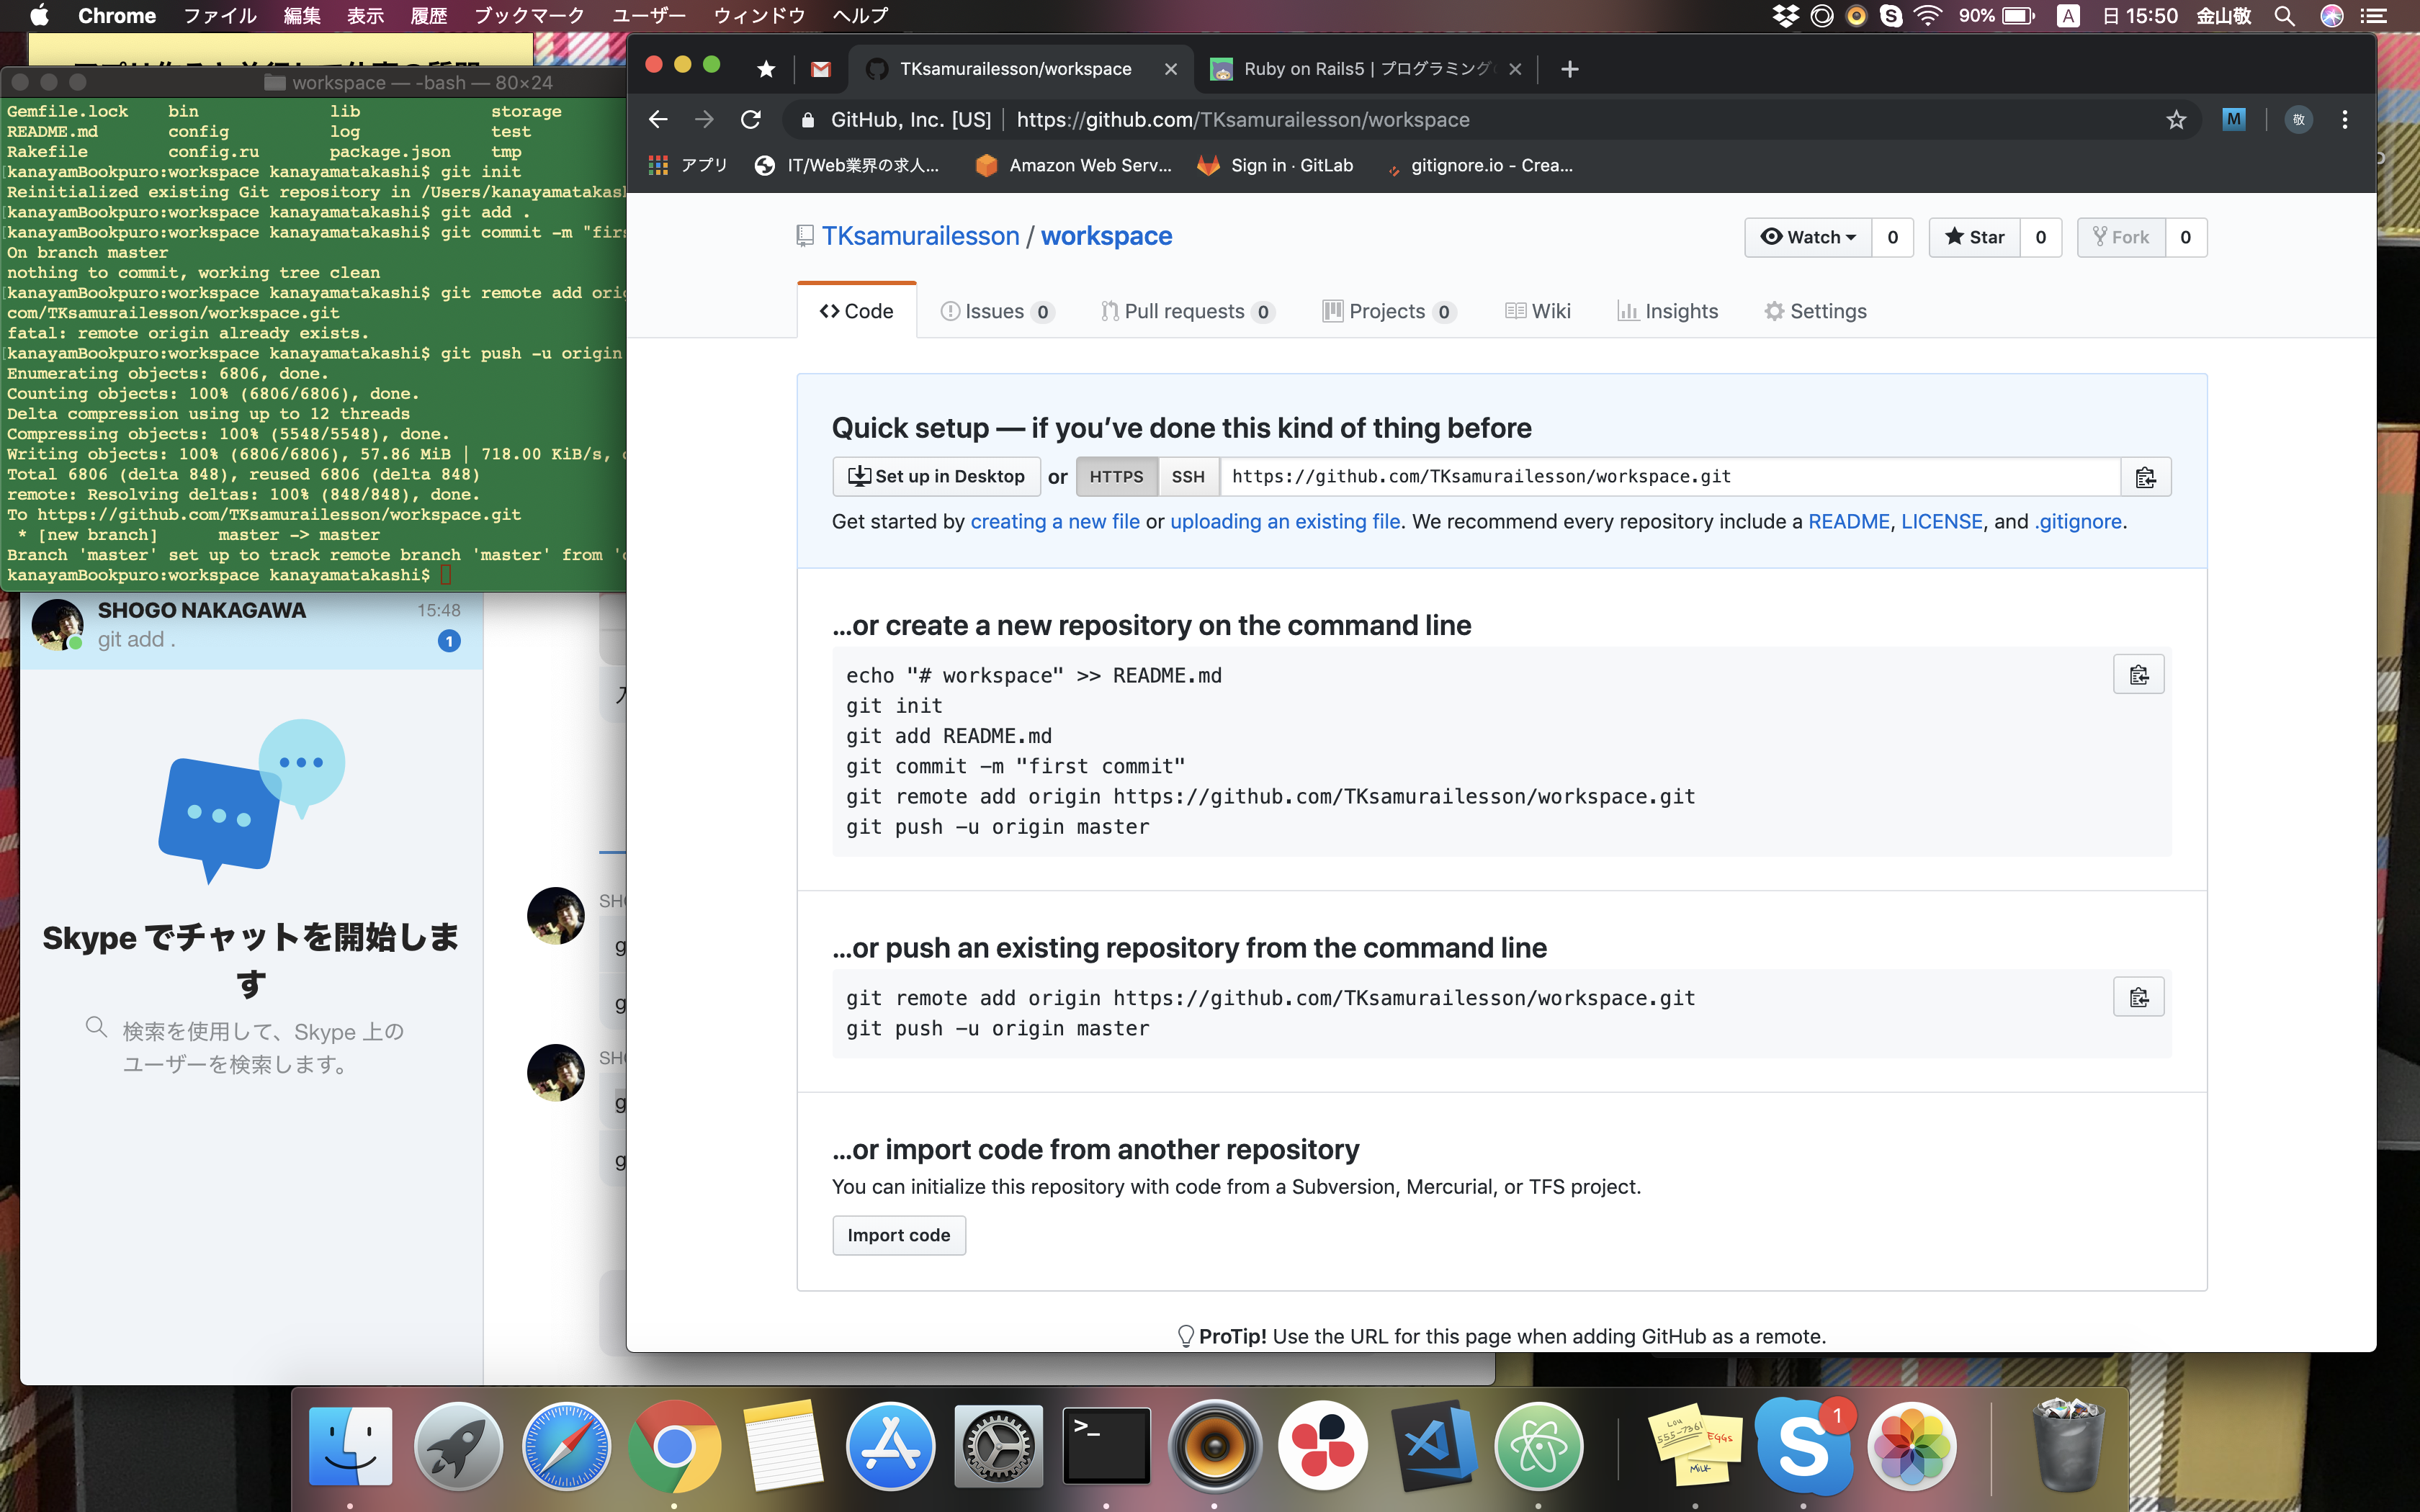 Chrome ファイル 編集 表示 履歴 ブックマーク ユーザー ウィンドウ ヘルプ
90% A 日 15:50 金山敬
workspace — -bash — 80×24
Gemfile.lock bin lib storage
README.md config log test
Rakefile config.ru package.json tmp
[kanayamBookpuro:workspace kanayamatakashi$ git init
Reinitialized existing Git repository in /Users/kanayamatakash
[kanayamBookpuro:workspace kanayamatakashi$ git add .
[kanayamBookpuro:workspace kanayamatakashi$ git commit -m "firs
On branch master
nothing to commit, working tree clean
[kanayamBookpuro:workspace kanayamatakashi$ git remote add orig
com/TKsamurailesson/workspace.git
fatal: remote origin already exists.
[kanayamBookpuro:workspace kanayamatakashi$ git push -u origin
Enumerating objects: 6806, done.
Counting objects: 100% (6806/6806), done.
Delta compression using up to 12 threads
Compressing objects: 100% (5548/5548), done.
Writing objects: 100% (6806/6806), 57.86 MiB | 718.00 KiB/s,
Total 6806 (delta 848), reused 6806 (delta 848)
remote: Resolving deltas: 100% (848/848), done.
To https://github.com/TKsamurailesson/workspace.git
* [new branch] master -> master
Branch 'master' set up to track remote branch 'master' from '
kanayamBookpuro:workspace kanayamatakashi$
SHOGO NAKAGAWA 15:48
git add . 1
Skype でチャットを開始しま
す
検索を使用して、Skype 上の
ユーザーを検索します。
TKsamurailesson/workspace
Ruby on Rails5 | プログラミング
GitHub, Inc. [US] | https://github.com/TKsamurailesson/workspace
M 敬
アプリ IT/Web業界の求人... Amazon Web Serv... Sign in · GitLab gitignore.io - Crea...
TKsamurailesson / workspace
Watch 0 Star 0 Fork 0
Code Issues 0 Pull requests 0 Projects 0 Wiki Insights Settings
Quick setup — if you’ve done this kind of thing before
Set up in Desktop or HTTPS SSH https://github.com/TKsamurailesson/workspace.git
Get started by creating a new file or uploading an existing file. We recommend every repository include a README, LICENSE, and .gitignore.
…or create a new repository on the command line
echo "# workspace" >> README.md
git init
git add README.md
git commit -m "first commit"
git remote add origin https://github.com/TKsamurailesson/workspace.git
git push -u origin master
…or push an existing repository from the command line
git remote add origin https://github.com/TKsamurailesson/workspace.git
git push -u origin master
…or import code from another repository
You can initialize this repository with code from a Subversion, Mercurial, or TFS project.
Import code
ProTip! Use the URL for this page when adding GitHub as a remote.
LOU
555-7361
EGGS
MILK
1